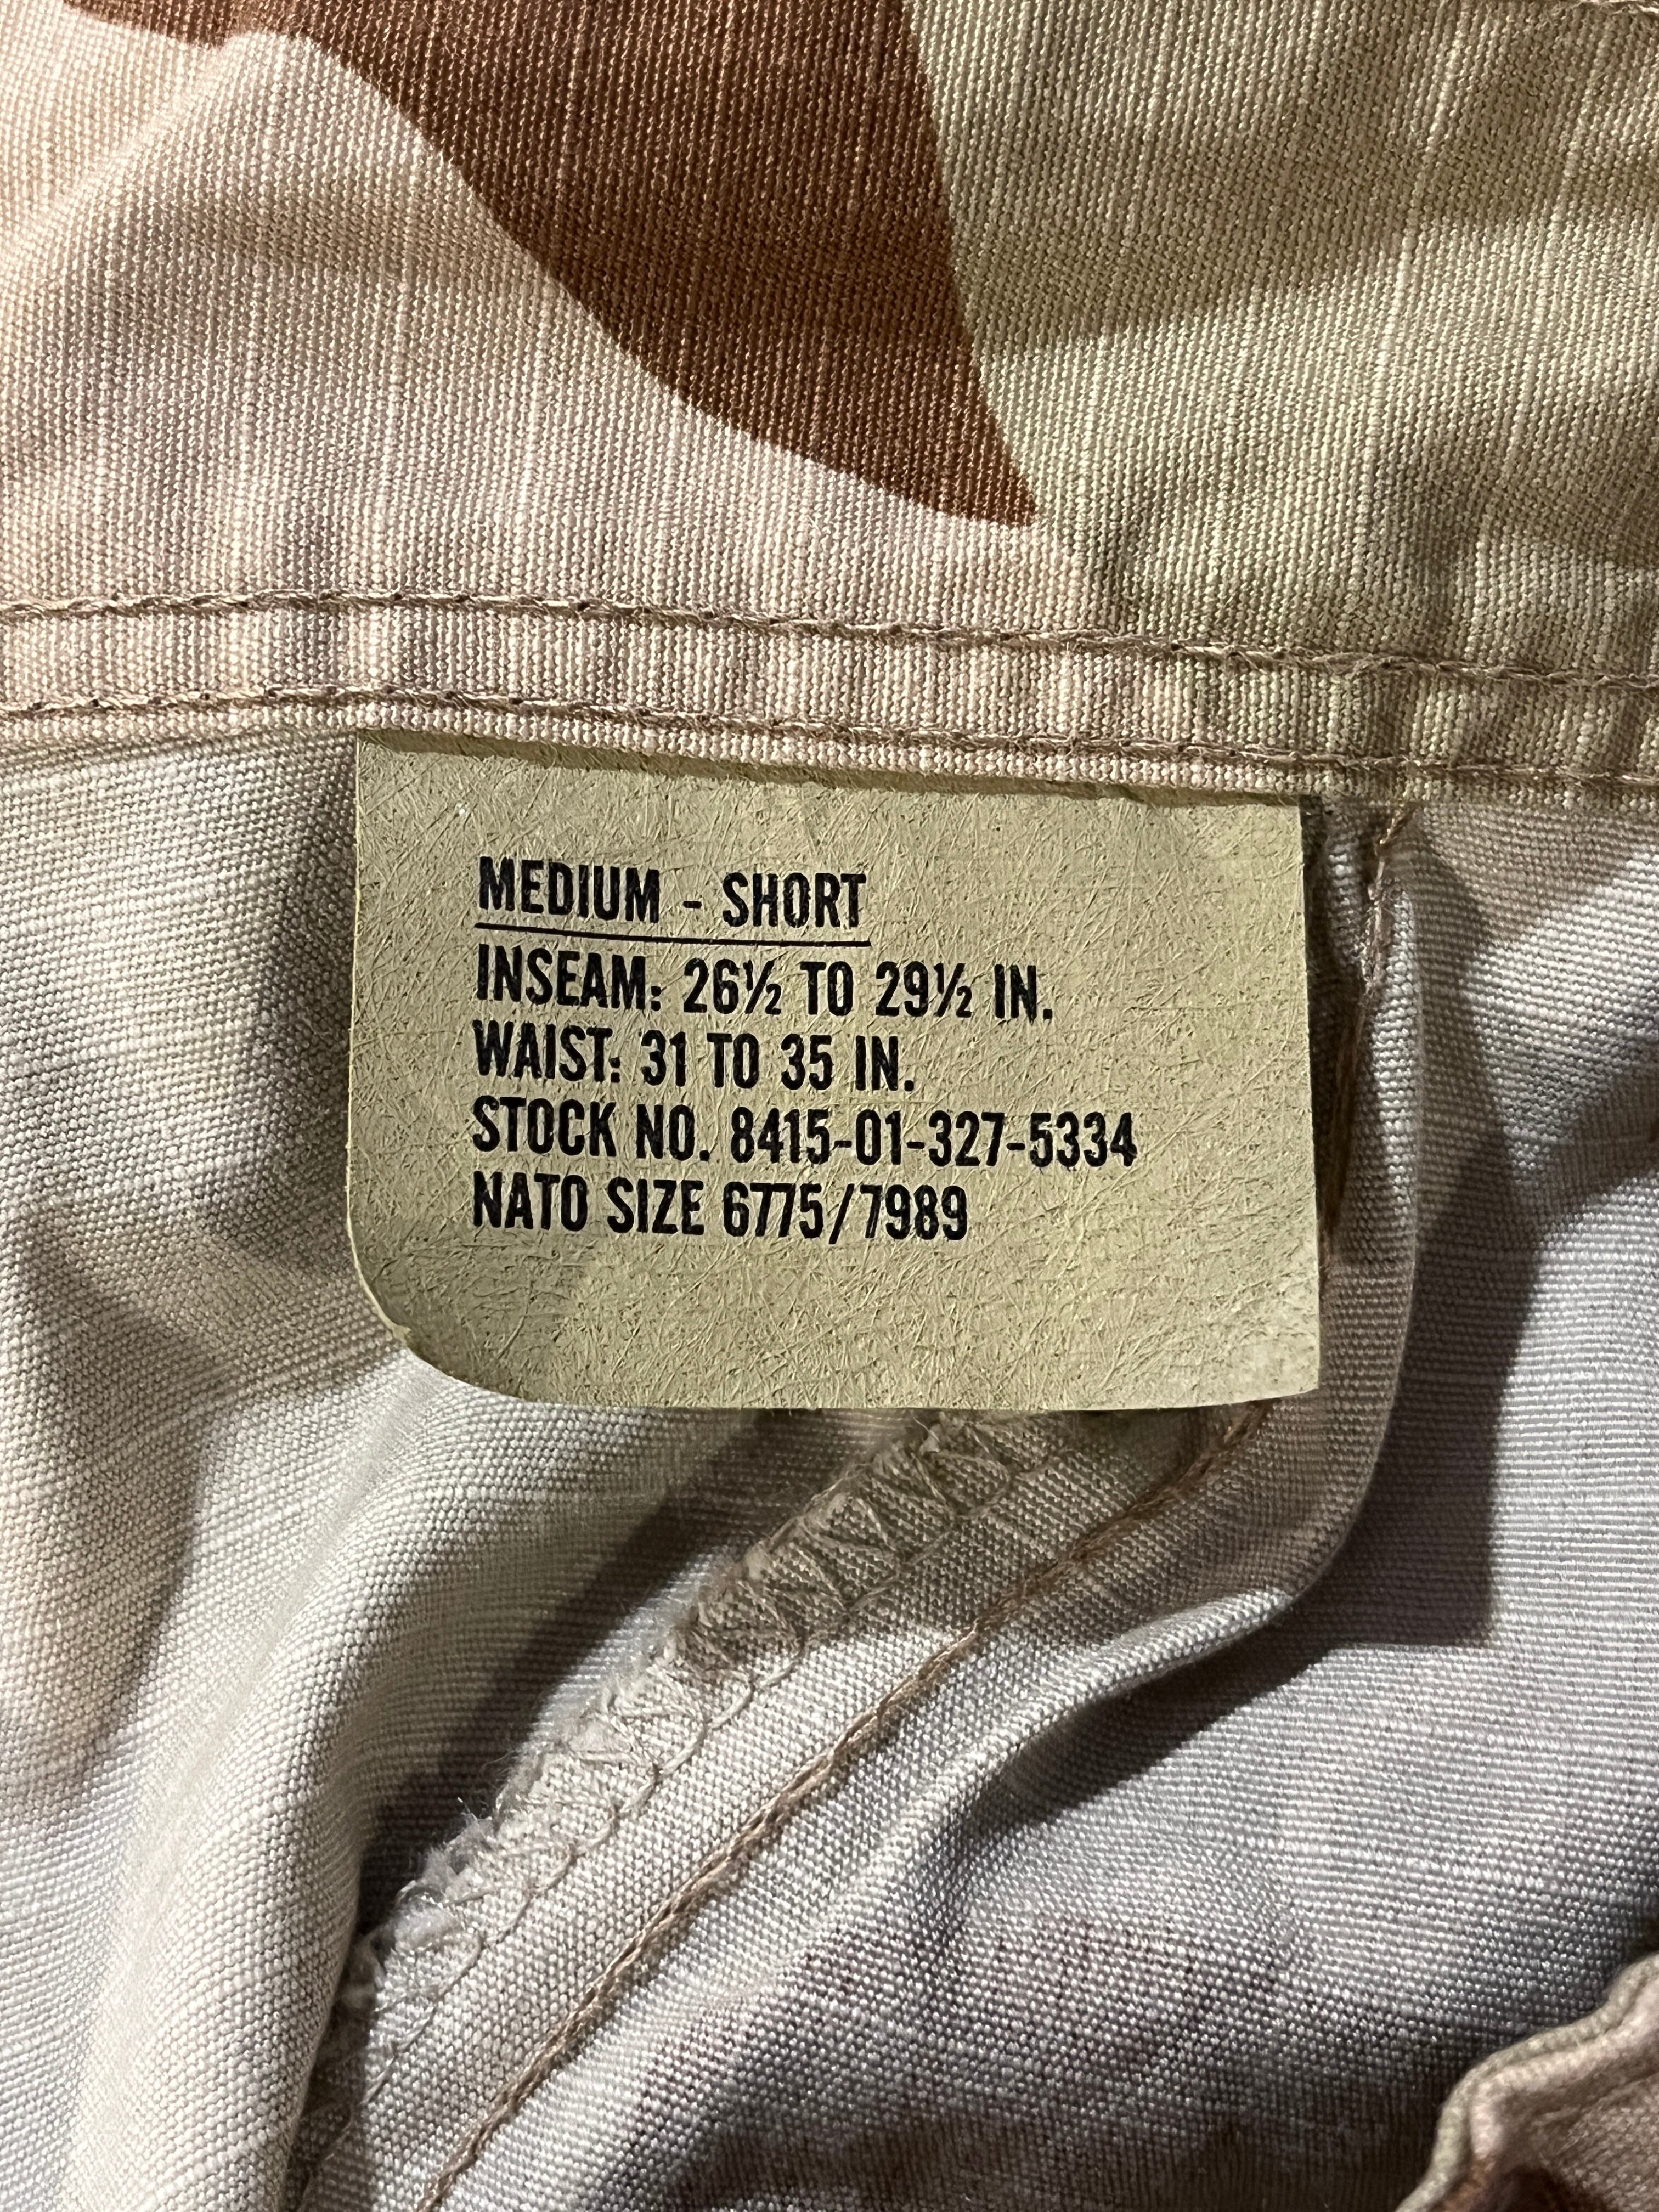 MEDIUM - SHORT
INSEAM: 26½ TO 29½ IN.
WAIST: 31 TO 35 IN.
STOCK NO. 8415-01-327-5334
NATO SIZE 6775/7989